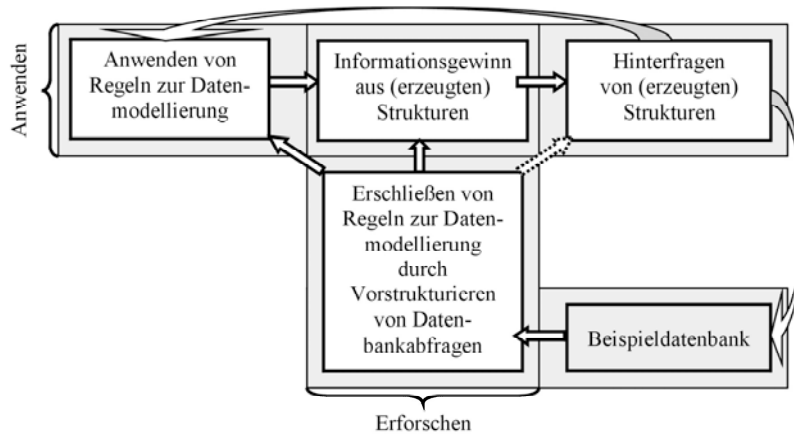 Anwenden
Anwenden von
Regeln zur Daten-
modellierung
Informationsgewinn
aus (erzeugten)
Strukturen
Hinterfragen
von (erzeugten)
Strukturen
Erschließen von
Regeln zur Daten-
modellierung
durch
Vorstrukturieren
von Daten-
bankabfragen
Beispieldatenbank
Erforschen